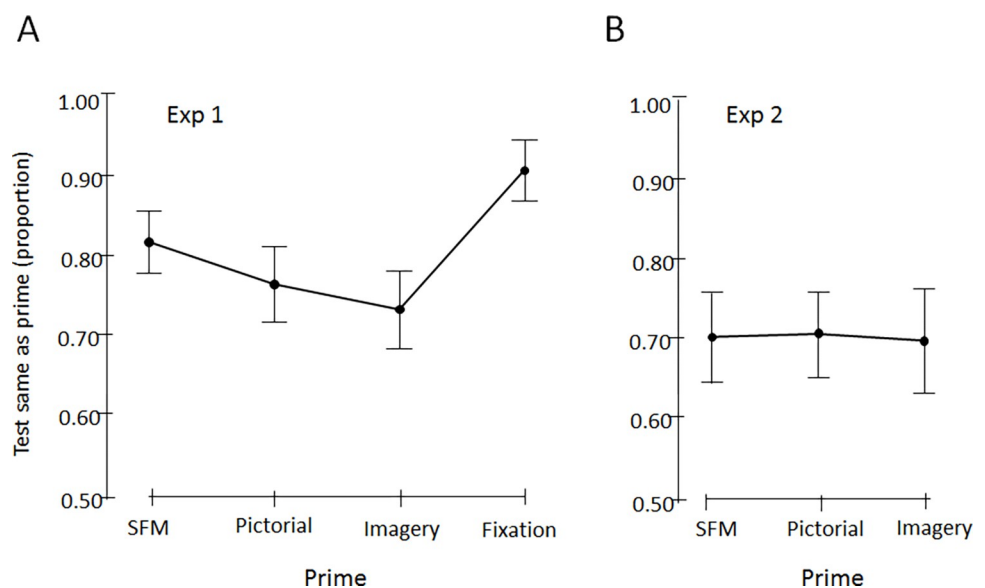 A
Exp 1
Test same as prime (proportion)
1.00
0.90
0.80
0.70
0.60
0.50
SFM Pictorial Imagery Fixation
Prime
B
Exp 2
1.00
0.90
0.80
0.70
0.60
0.50
SFM Pictorial Imagery
Prime